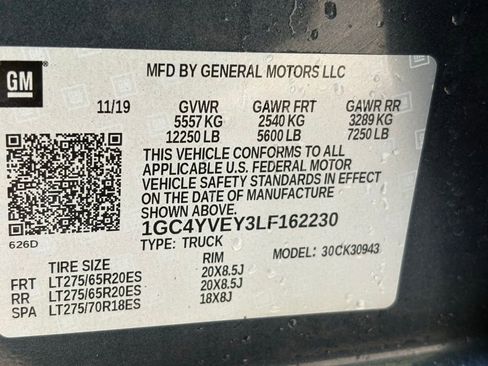 GM
MFD BY GENERAL MOTORS LLC
11/19 GVWR GAWR FRT GAWR RR
5557 KG 2540 KG 3289 KG
12250 LB 5600 LB 7250 LB
THIS VEHICLE CONFORMS TO ALL
APPLICABLE U.S. FEDERAL MOTOR
VEHICLE SAFETY STANDARDS IN EFFECT
ON THE DATE OF MANUFACTURE
SHOWN ABOVE.
1GC4YVEY3LF162230
626D TYPE: TRUCK MODEL: 30CK30943
TIRE SIZE RIM
FRT LT275/65R20ES 20X8.5J
RR LT275/65R20ES 20X8.5J
SPA LT275/70R18ES 18X8J